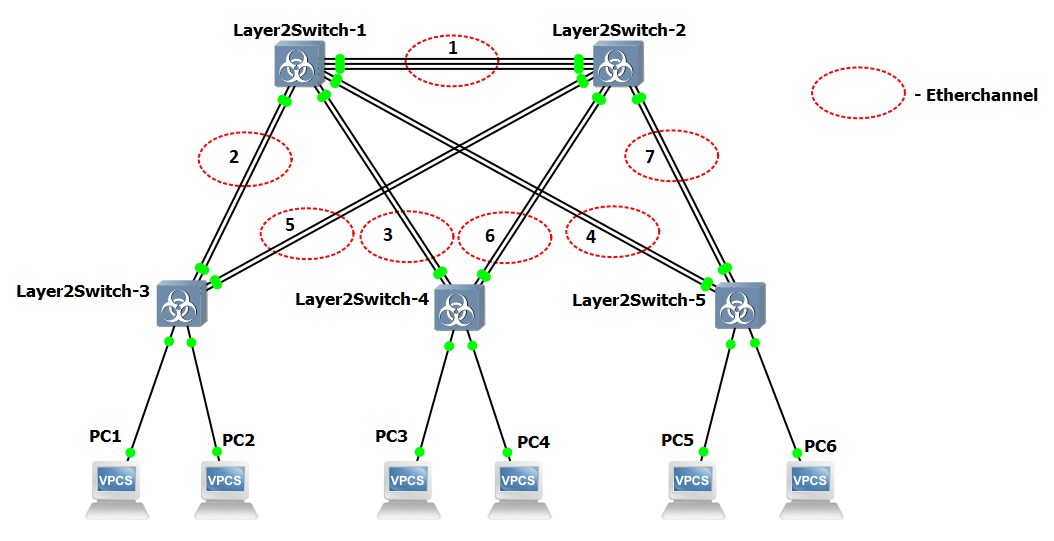 Layer2Switch-1
Layer2Switch-2
1
- Etherchannel
2
7
5
3
6
4
Layer2Switch-3
Layer2Switch-4
Layer2Switch-5
PC1
PC2
PC3
PC4
PC5
PC6
VPCS
VPCS
VPCS
VPCS
VPCS
VPCS